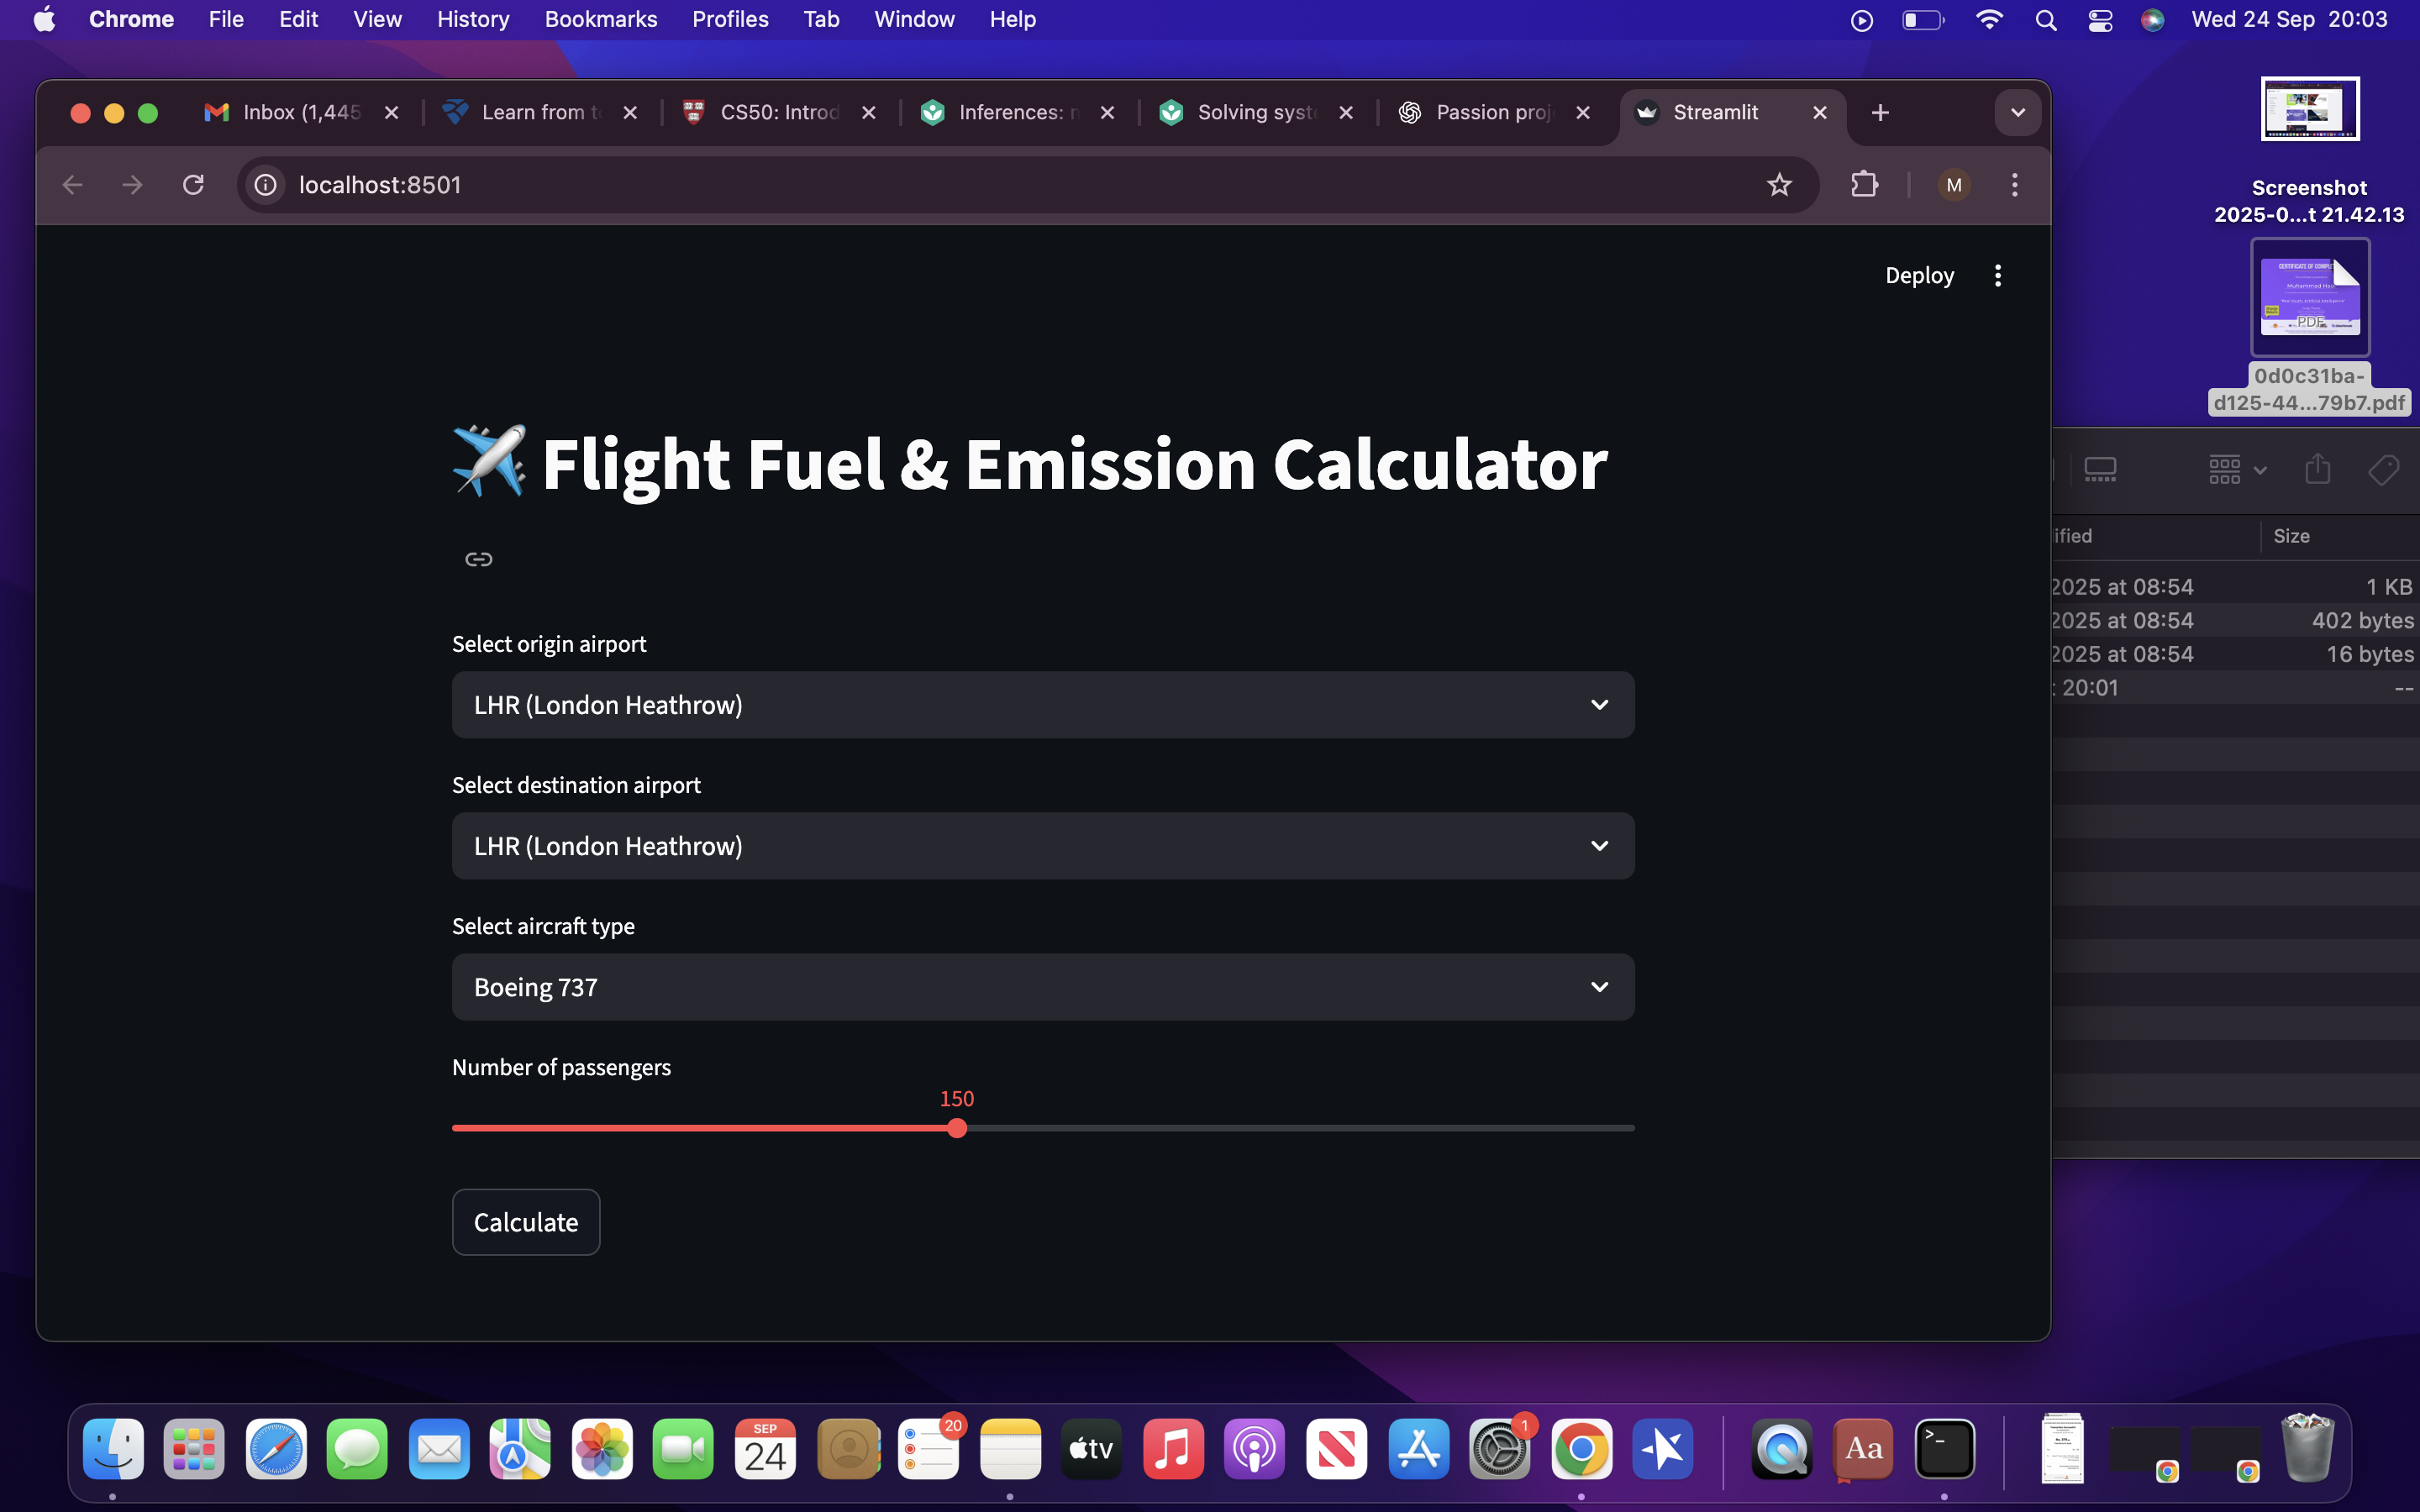 Chrome File Edit View History Bookmarks Profiles Tab Window Help Wed 24 Sep 20:03
Inbox (1,445 Learn from t CS50: Introd Inferences: Solving syst Passion proj Streamlit
localhost:8501 M
Screenshot
2025-0...t 21.42.13
CERTIFICATE OF COMPL
PDF
0d0c31ba-
d125-44...79b7.pdf
Deploy
Flight Fuel & Emission Calculator
Select origin airport
LHR (London Heathrow)
Select destination airport
LHR (London Heathrow)
Select aircraft type
Boeing 737
Number of passengers
150
Calculate
ified Size
2025 at 08:54 1 KB
2025 at 08:54 402 bytes
2025 at 08:54 16 bytes
20:01 --
SEP
24
20
tv
1
Aa
>_